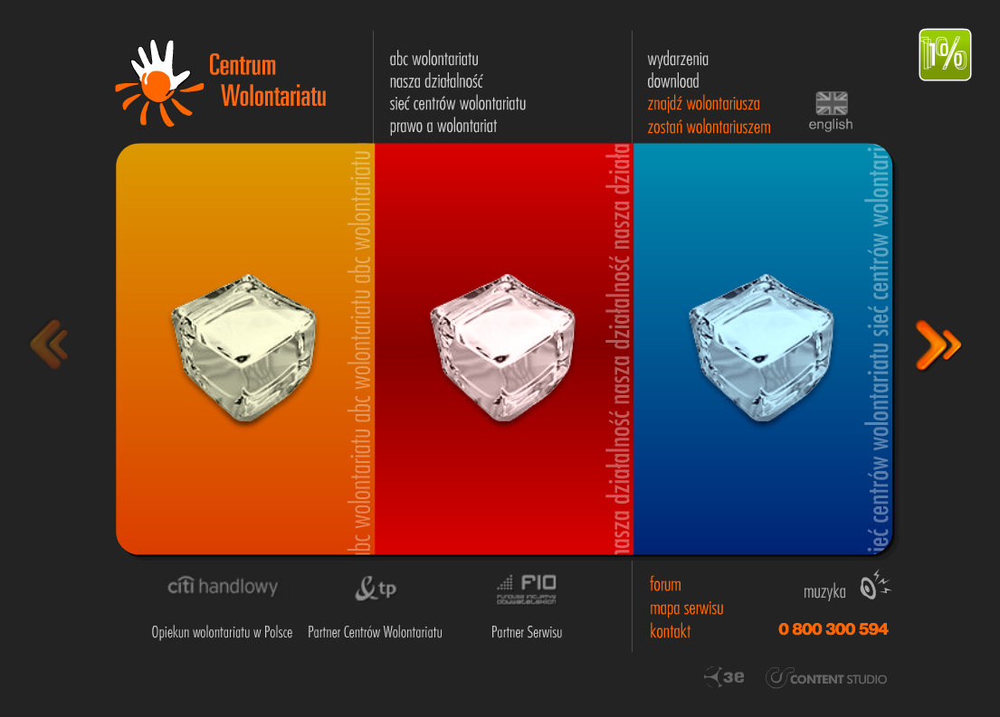 Centrum
Wolontariatu
abc wolontariatu
nasza działalność
sieć centrów wolontariatu
prawo a wolontariat
wydarzenia
download
znajdź wolontariusza
zostań wolontariuszem
english
1%
abc wolontariatu abc wolontariatu abc wolontariatu
nasza działalność nasza działalność nasza działa
sieć centrów wolontariatu sieć centrów wolontari
citi handlowy
tp
FIO
FUNDUSZ INICJATYW
OBYWATELSKICH
Opiekun wolontariatu w Polsce
Partner Centrów Wolontariatu
Partner Serwisu
forum
mapa serwisu
kontakt
muzyka
0 800 300 594
3e
CONTENT STUDIO